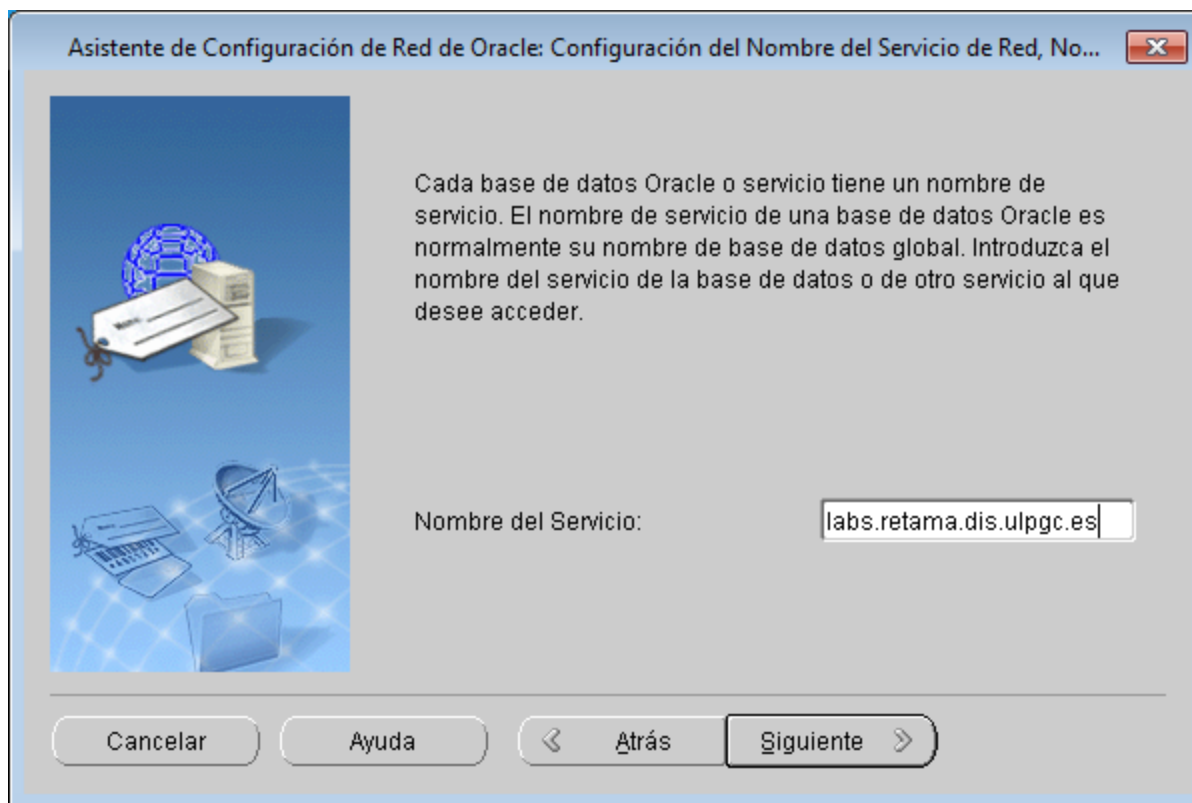 Asistente de Configuración de Red de Oracle: Configuración del Nombre del Servicio de Red, No...
Cada base de datos Oracle o servicio tiene un nombre de
servicio. El nombre de servicio de una base de datos Oracle es
normalmente su nombre de base de datos global. Introduzca el
nombre del servicio de la base de datos o de otro servicio al que
desee acceder.
Nombre del Servicio: labs.retama.dis.ulpgc.es
Cancelar Ayuda Atrás Siguiente